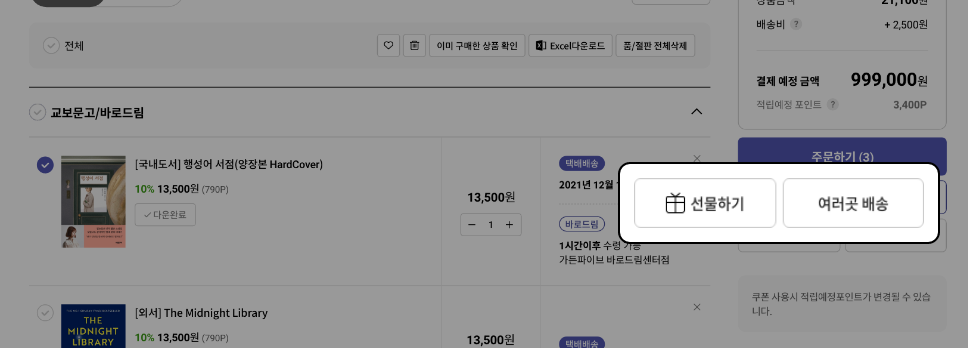 상품금액
21,100원
배송비 ?
+ 2,500원
전체
이미 구매한 상품 확인
Excel다운로드
품/절판 전체삭제
결제 예정 금액
999,000원
적립예정 포인트 ?
3,400P
교보문고/바로드림
주문하기 (3)
[국내도서] 행성어 서점(양장본 HardCover)
10% 13,500원 (790P)
다운완료
13,500원
− 1 +
택배배송
2021년 12월
바로드림
1시간이후 수령 가능
가든파이브 바로드림센터점
행성어 서점
선물하기
여러곳 배송
쿠폰 사용시 적립예정포인트가 변경될 수 있습
니다.
[외서] The Midnight Library
10% 13,500원 (790P)
THE
MIDNIGHT
LIBRARY
13,500원
택배배송